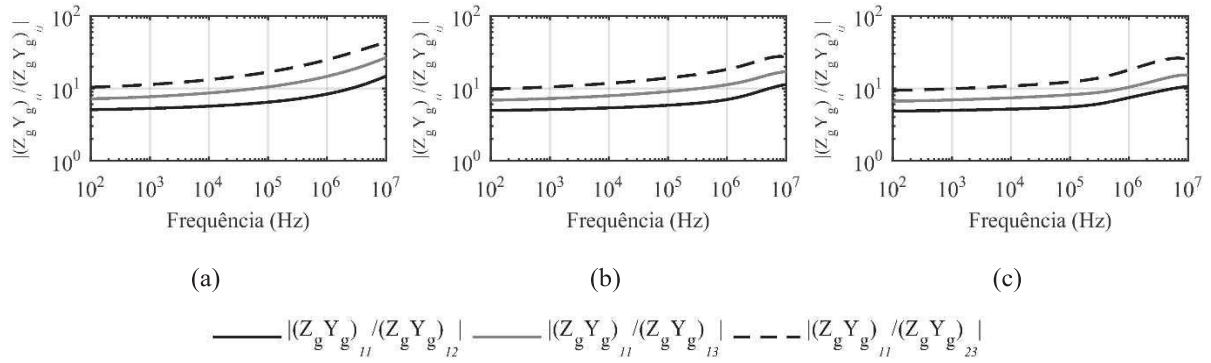 |(Z_g Y_g)_ii/(Z_g Y_g)_ij| 10^2 10^1 10^0 10^2 10^3 10^4 10^5 10^6 10^7 Frequência (Hz)
|(Z_g Y_g)_ii/(Z_g Y_g)_ij| 10^2 10^1 10^0 10^2 10^3 10^4 10^5 10^6 10^7 Frequência (Hz)
|(Z_g Y_g)_ii/(Z_g Y_g)_ij| 10^2 10^1 10^0 10^2 10^3 10^4 10^5 10^6 10^7 Frequência (Hz)
(a) (b) (c)
|(Z_g Y_g)_11/(Z_g Y_g)_12| |(Z_g Y_g)_11/(Z_g Y_g)_13| |(Z_g Y_g)_11/(Z_g Y_g)_23|